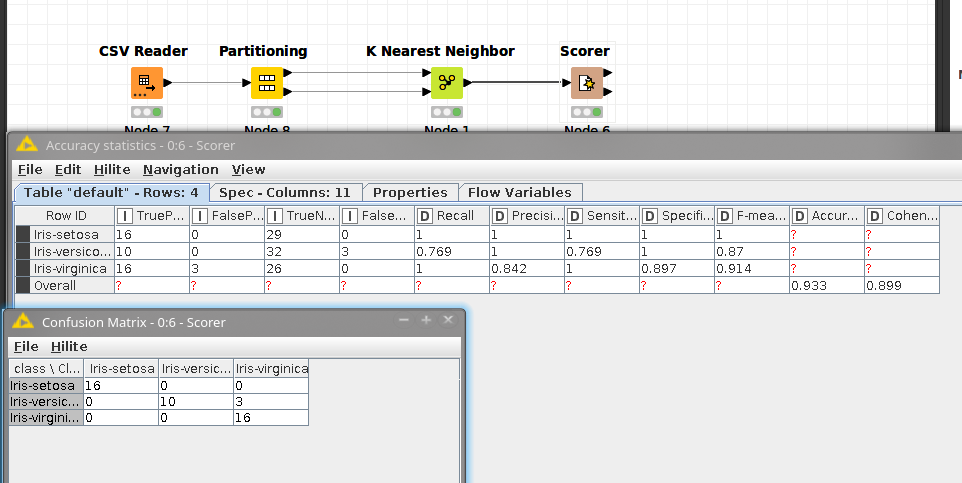 CSV Reader Partitioning K Nearest Neighbor Scorer
Node 7 Node 8 Node 1 Node 6
Accuracy statistics - 0:6 - Scorer
File Edit Hilite Navigation View
Table "default" - Rows: 4 Spec - Columns: 11 Properties Flow Variables
Row ID I TrueP... I FalseP... I TrueN... I False... D Recall D Precisi... D Sensit... D Specifi... D F-mea... D Accur... D Cohen...
Iris-setosa 16 0 29 0 1 1 1 1 1 ? ?
Iris-versico... 10 0 32 3 0.769 1 0.769 1 0.87 ? ?
Iris-virginica 16 3 26 0 1 0.842 1 0.897 0.914 ? ?
Overall ? ? ? ? ? ? ? ? ? 0.933 0.899
Confusion Matrix - 0:6 - Scorer
File Hilite
class \ Cl... Iris-setosa Iris-versic... Iris-virginica
Iris-setosa 16 0 0
Iris-versic... 0 10 3
Iris-virgini... 0 0 16